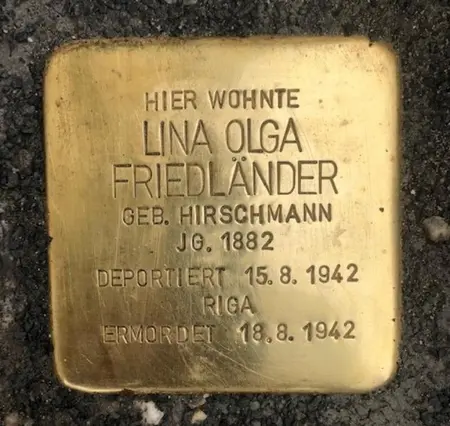 HIER WOHNTE
LINA OLGA
FRIEDLÄNDER
GEB. HIRSCHMANN
JG. 1882
DEPORTIERT 15.8.1942
RIGA
ERMORDET 18.8.1942